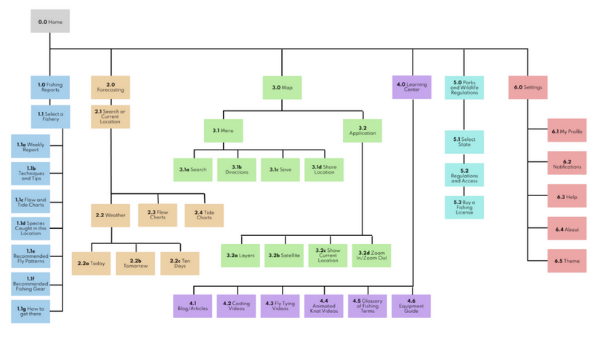 0.0 Home
1.0 Fishing
Reports
2.0
Forecasting
3.0 Map
4.0 Learning
Center
5.0 Parks
and Wildlife
Regulations
6.0 Settings
1.1 Select a
Fishery
2.1 Search or
Current
Location
3.1 Menu
3.2
Application
5.1 Select
State
6.1 My Profile
1.1a Weekly
Report
3.1a Search
3.1b
Directions
3.1c Save
3.1d Share
Location
5.2
Regulations
and Access
6.2
Notifications
1.1b
Techniques
and Tips
1.1c Flow and
Tide Charts
2.2 Weather
2.3 Flow
Charts
2.4 Tide
Charts
5.3 Buy a
Fishing
License
6.3 Help
1.1d Species
Caught in this
Location
6.4 About
1.1e
Recommended
Fly Patterns
2.2a Today
2.2b
Tomorrow
2.2c Ten
Days
3.2a Layers
3.2b Satellite
3.2c Show
Current
Location
3.2d Zoom
In/Zoom Out
6.5 Theme
1.1f
Recommended
Fishing Gear
1.1g How to
get there
4.1
Blog/Articles
4.2 Casting
Videos
4.3 Fly Tying
Videos
4.4
Animated
Knot Videos
4.5 Glossary
of Fishing
Terms
4.6
Equipment
Guide